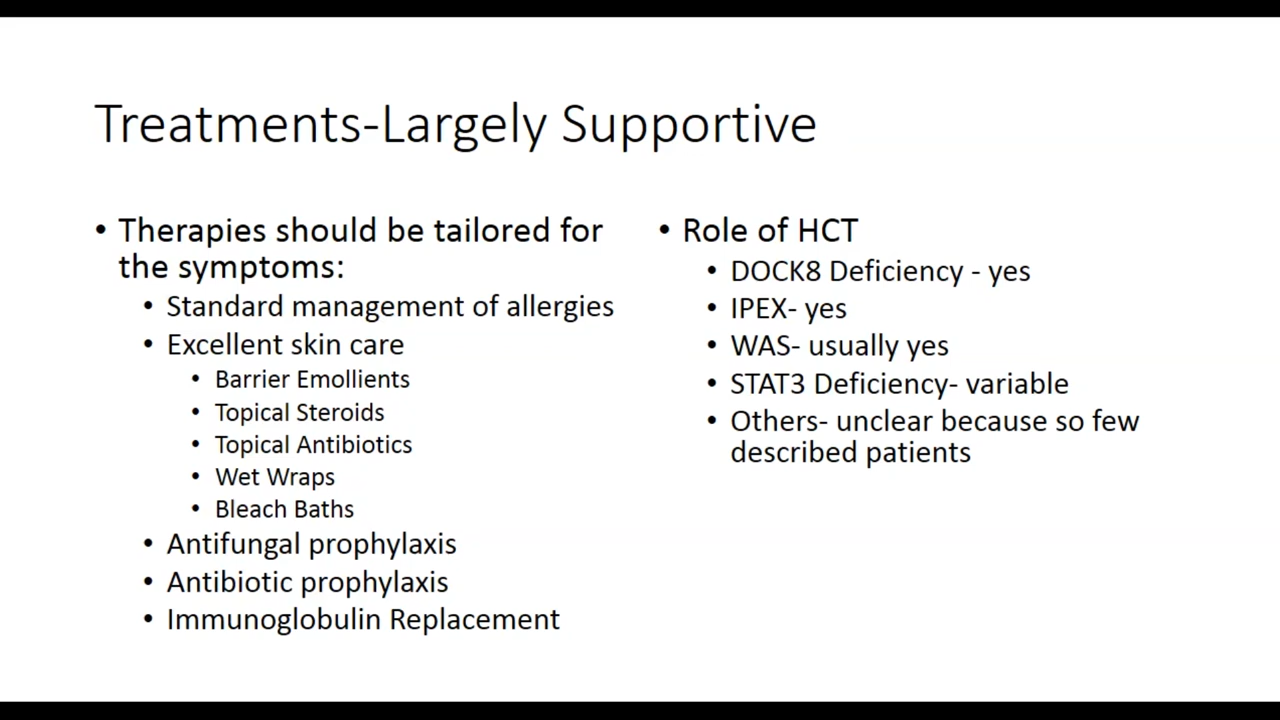 Treatments-Largely Supportive
• Therapies should be tailored for
the symptoms:
• Standard management of allergies
• Excellent skin care
• Barrier Emollients
• Topical Steroids
• Topical Antibiotics
• Wet Wraps
• Bleach Baths
• Antifungal prophylaxis
• Antibiotic prophylaxis
• Immunoglobulin Replacement
• Role of HCT
• DOCK8 Deficiency - yes
• IPEX- yes
• WAS- usually yes
• STAT3 Deficiency- variable
• Others- unclear because so few
described patients